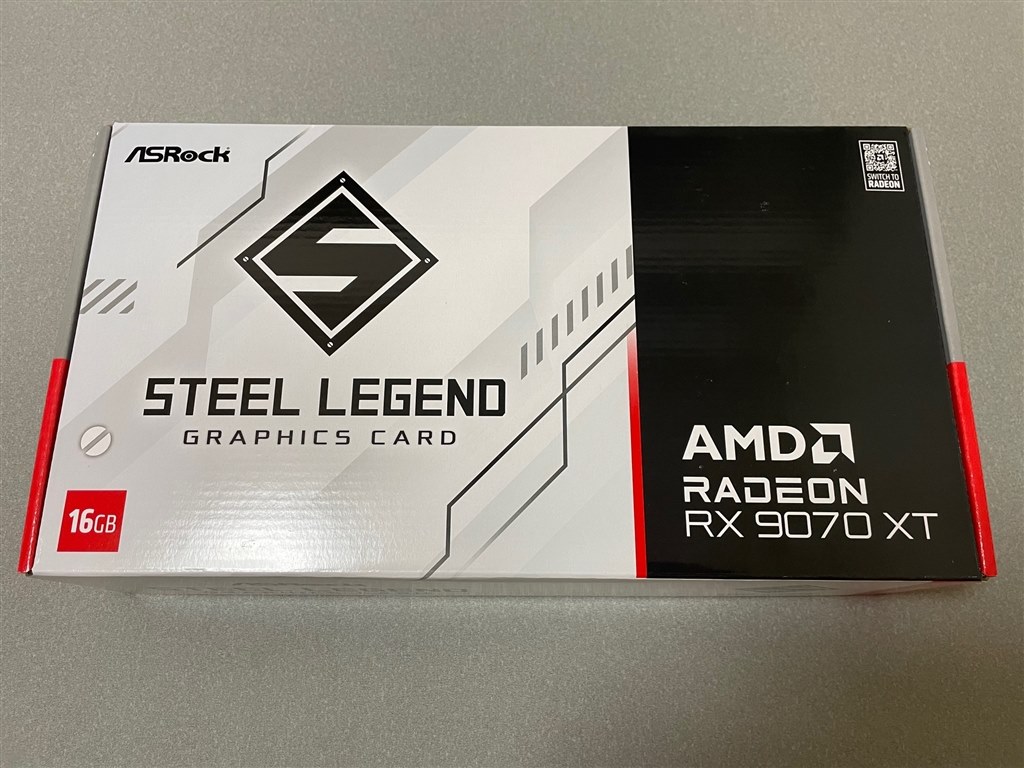 ASRock
SWITCH TO
RADEON
STEEL LEGEND
GRAPHICS CARD
16GB
AMD
RADEON
RX 9070 XT